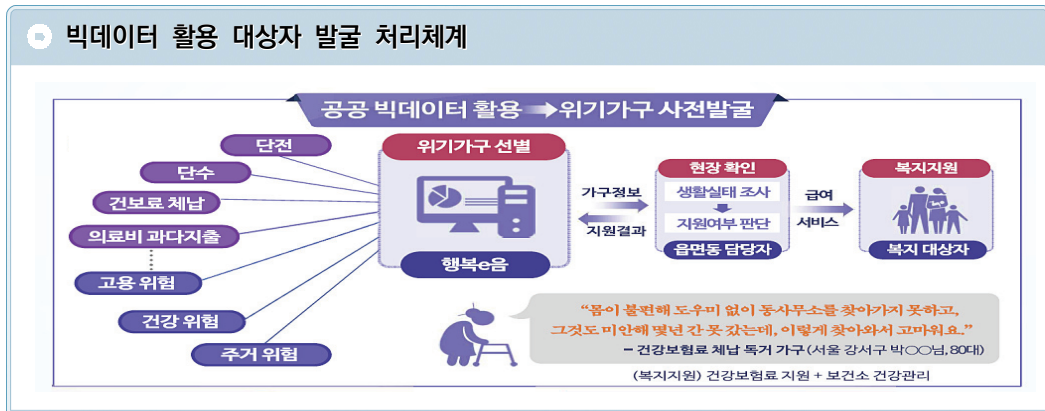 빅데이터 활용 대상자 발굴 처리체계
공공 빅데이터 활용 → 위기가구 사전발굴
단전
단수
건보료 체납
의료비 과다지출
고용 위험
건강 위험
주거 위험
위기가구 선별
행복e음
가구정보
지원결과
현장 확인
생활실태 조사
지원여부 판단
읍면동 담당자
급여
서비스
복지지원
복지 대상자
“몸이 불편해 도우미 없이 동사무소를 찾아가지 못하고,
그것도 미안해 몇년 간 못 갔는데, 이렇게 찾아와서 고마워요.”
– 건강보험료 체납 독거 가구 (서울 강서구 박○○님, 80대)
(복지지원) 건강보험료 지원 + 보건소 건강관리